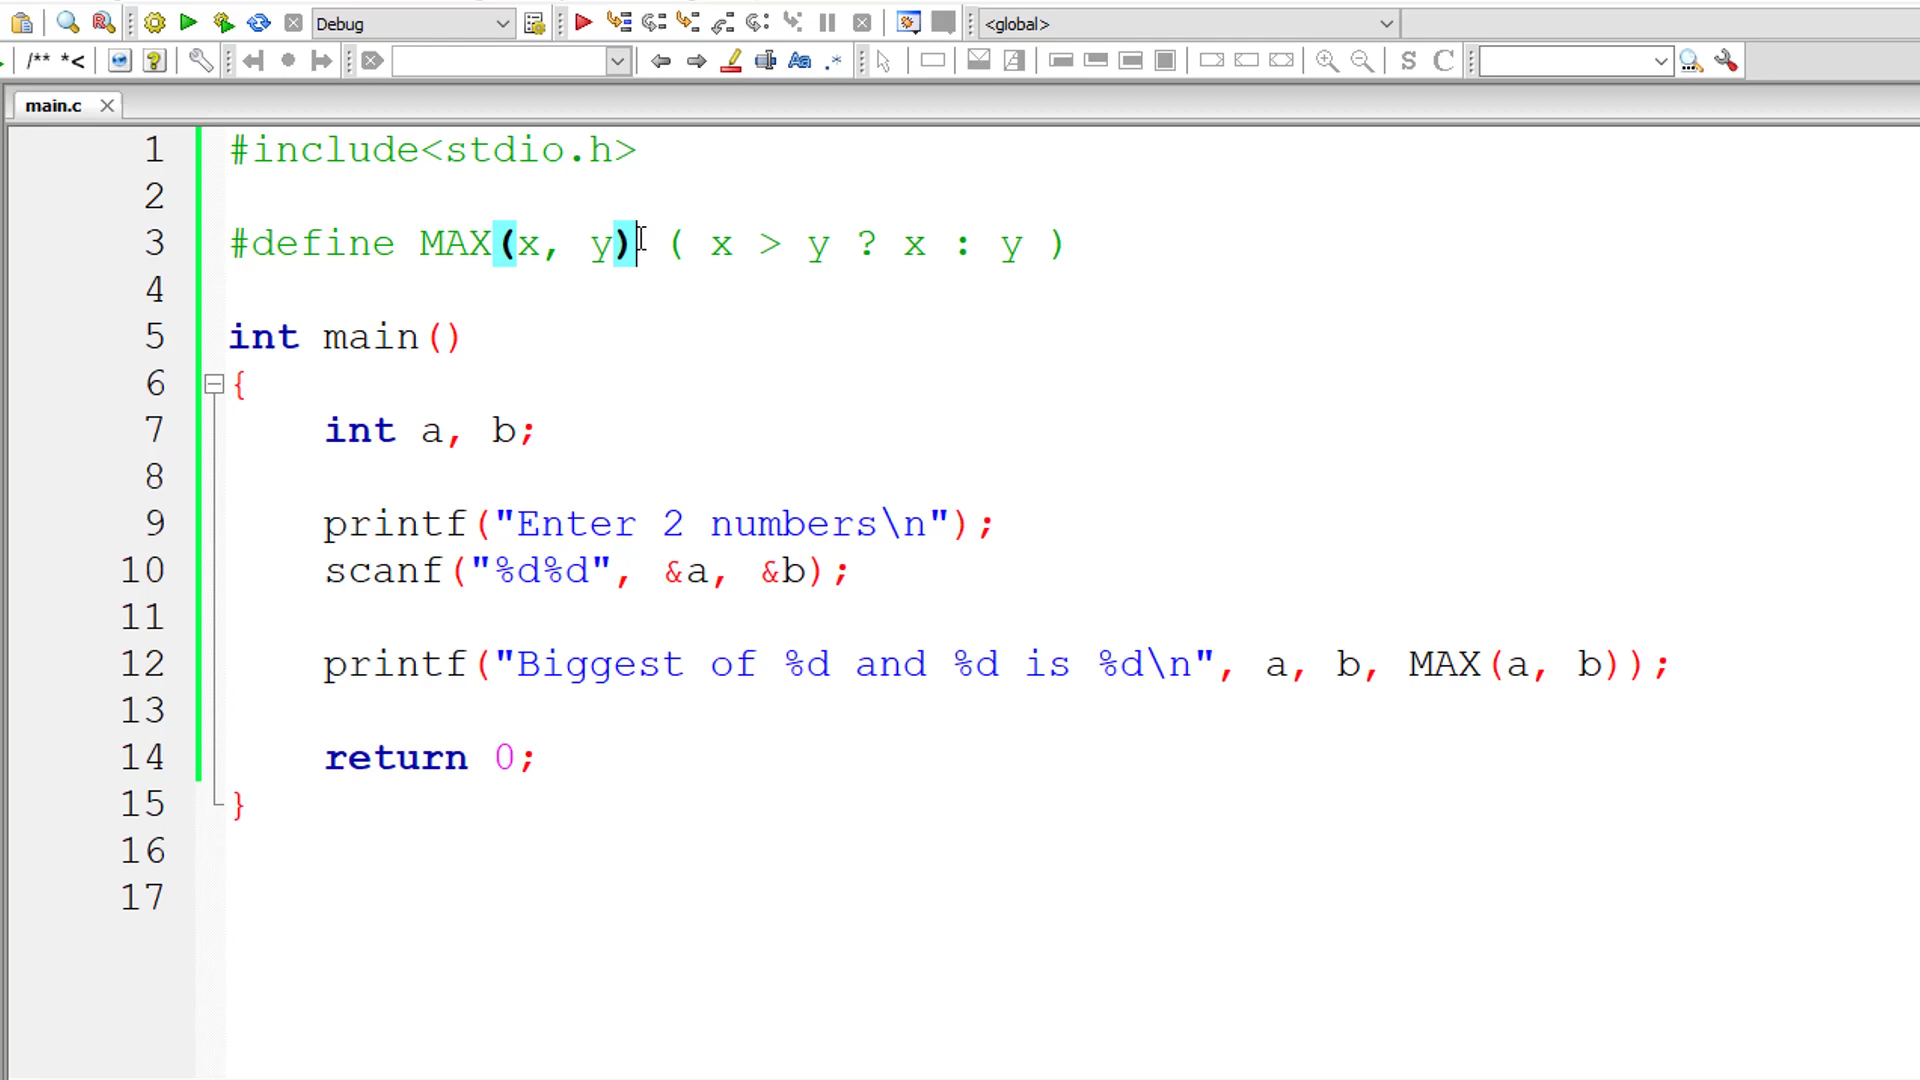 Debug
<global>
/** *<
S C
main.c
1 #include<stdio.h>
2
3 #define MAX(x, y) ( x > y ? x : y )
4
5 int main()
6 {
7 int a, b;
8
9 printf("Enter 2 numbers\n");
10 scanf("%d%d", &a, &b);
11
12 printf("Biggest of %d and %d is %d\n", a, b, MAX(a, b));
13
14 return 0;
15 }
16
17